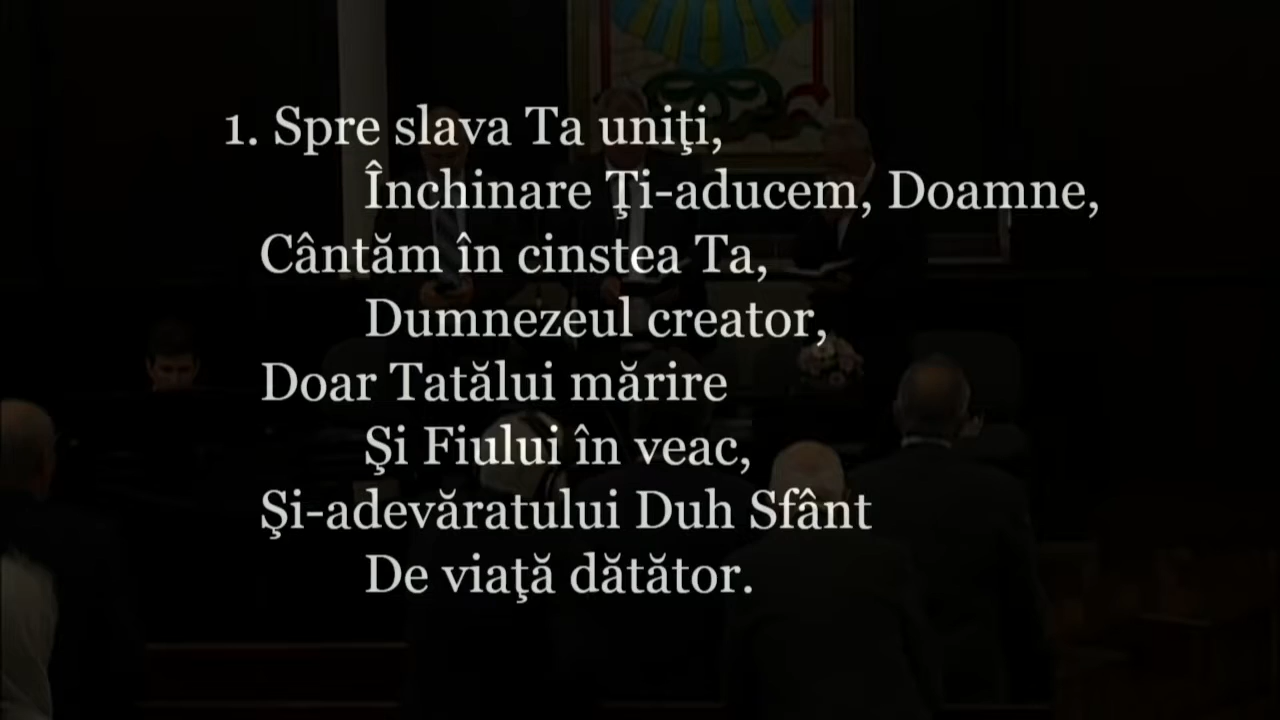 1. Spre slava Ta uniţi,
Închinare Ţi-aducem, Doamne,
Cântăm în cinstea Ta,
Dumnezeul creator,
Doar Tatălui mărire
Şi Fiului în veac,
Şi-adevăratului Duh Sfânt
De viaţă dătător.